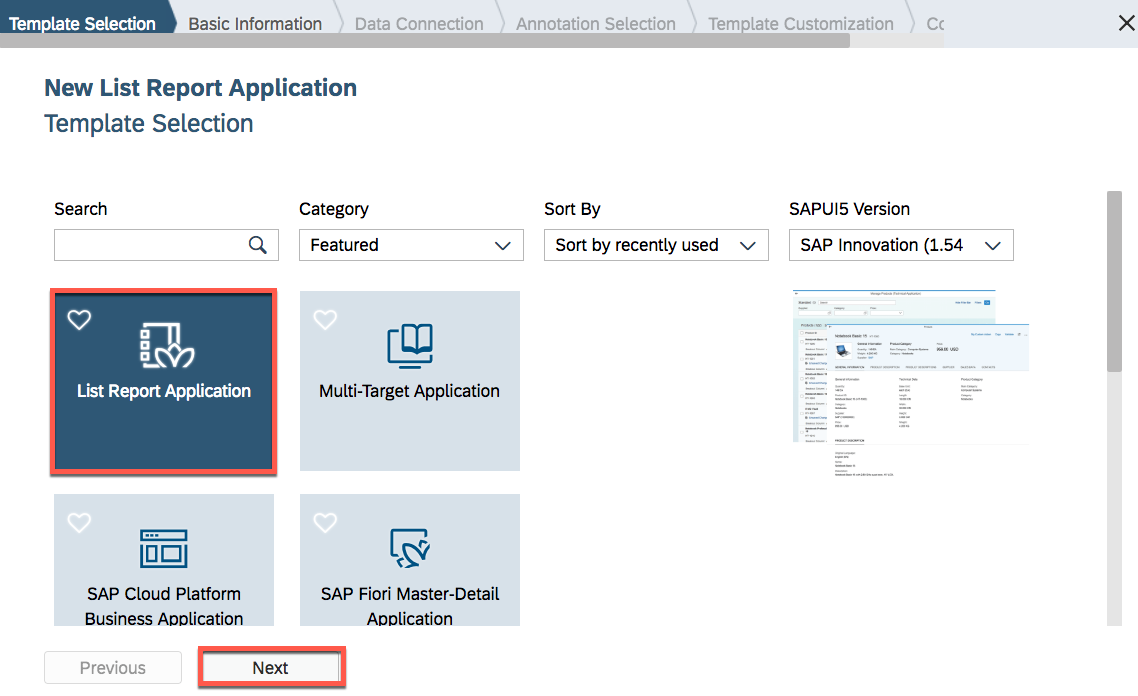 Template Selection
Basic Information
Data Connection
Annotation Selection
Template Customization
Co
New List Report Application
Template Selection
Search
Category
Sort By
SAPUI5 Version
Featured
Sort by recently used
SAP Innovation (1.54
List Report Application
Multi-Target Application
SAP Cloud Platform
Business Application
SAP Fiori Master-Detail
Application
Previous
Next